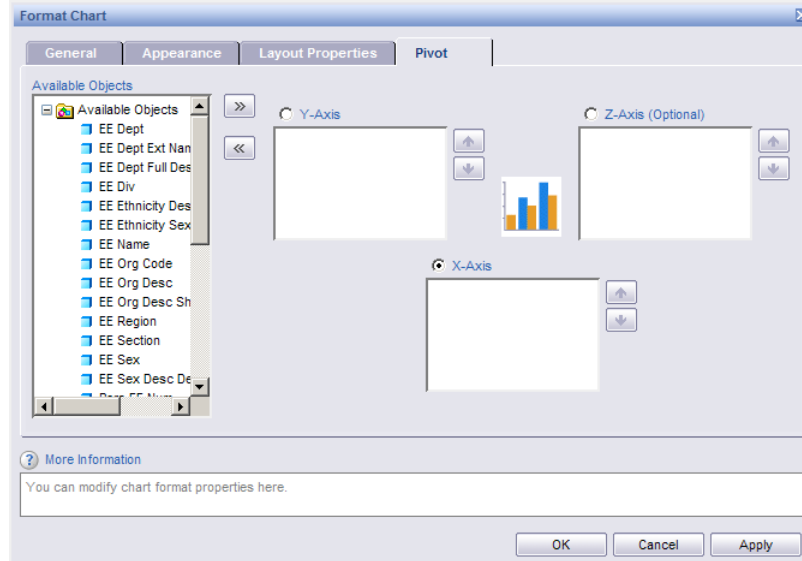 Format Chart
General
Appearance
Layout Properties
Pivot
Available Objects
Available Objects
EE Dept
EE Dept Ext Nan
EE Dept Full Des
EE Div
EE Ethnicity Des
EE Ethnicity Sex
EE Name
EE Org Code
EE Org Desc
EE Org Desc Sh
EE Region
EE Section
EE Sex
EE Sex Desc De
Y-Axis
Z-Axis (Optional)
X-Axis
More Information
You can modify chart format properties here.
OK
Cancel
Apply